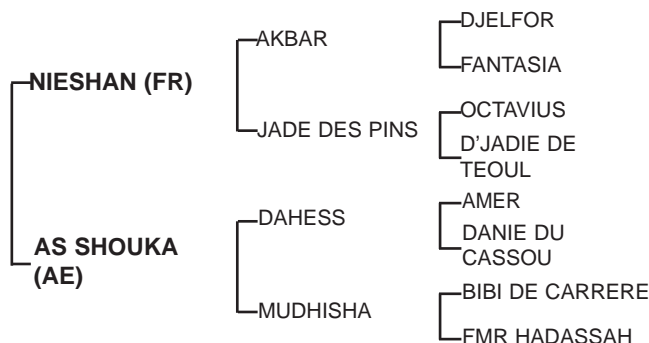 DJELFOR
AKBAR
FANTASIA
NIESHAN (FR)
OCTAVIUS
JADE DES PINS
D'JADIE DE
TEOUL
AMER
DAHESS
DANIE DU
CASSOU
AS SHOUKA
(AE)
BIBI DE CARRERE
MUDHISHA
FMR HADASSAH